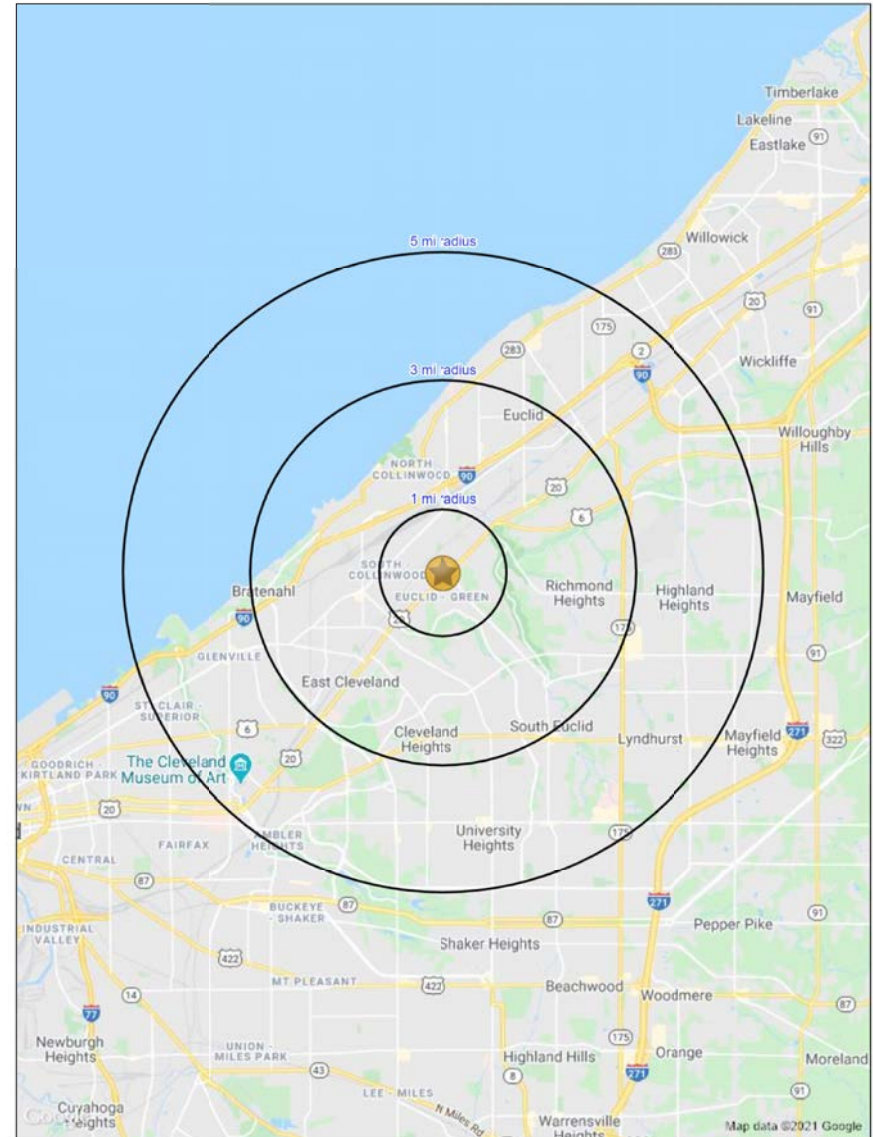 Timberlake
Lakeline
91
Eastlake
Willowick
283
5 mi radius
20
91
175
283
2
90
Wickliffe
3 mi radius
Euclid
Willoughby
Hills
NORTH
COLLINWOOD
90
20
6
1 mi radius
SOUTH -
COLLINWOOD
EUCLID - GREEN
Richmond
Heights
Highland
Heights
Mayfield
Bratenahl
90
20
175
GLENVILLE
91
East Cleveland
90
ST. CLAIR -
SUPERIOR
6
Cleveland
Heights
South Euclid
Lyndhurst
Mayfield
Heights
271
322
20
GOODRICH -
KIRTLAND PARK
The Cleveland
Museum of Art
WN
20
FAIRFAX
AMBLER
HEIGHTS
University
Heights
175
CENTRAL
87
BUCKEYE
- SHAKER
87
271
87
91
Pepper Pike
INDUSTRIAL
VALLEY
Shaker Heights
422
MT PLEASANT
422
Beachwood
Woodmere
87
14
77
Newburgh
Heights
UNION -
MILES PARK
175
Highland Hills
Orange
Moreland
43
8
271
91
LEE - MILES
N Miles Rd
Google
Cuyahoga
Heights
Warrensville
Heights
Map data ©2021 Google